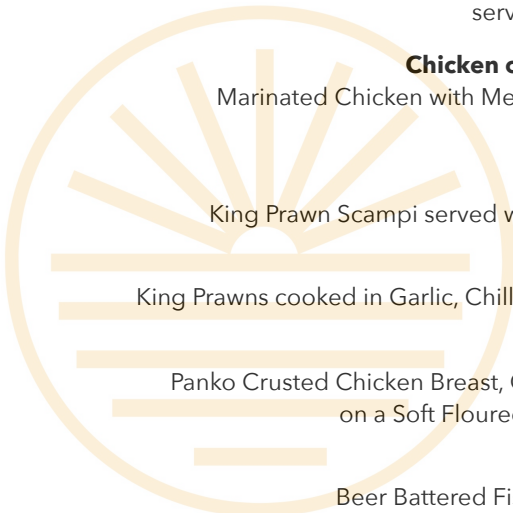 serv
Chicken c
Marinated Chicken with Me
King Prawn Scampi served w
King Prawns cooked in Garlic, Chill
Panko Crusted Chicken Breast,
on a Soft Floure
Beer Battered Fi